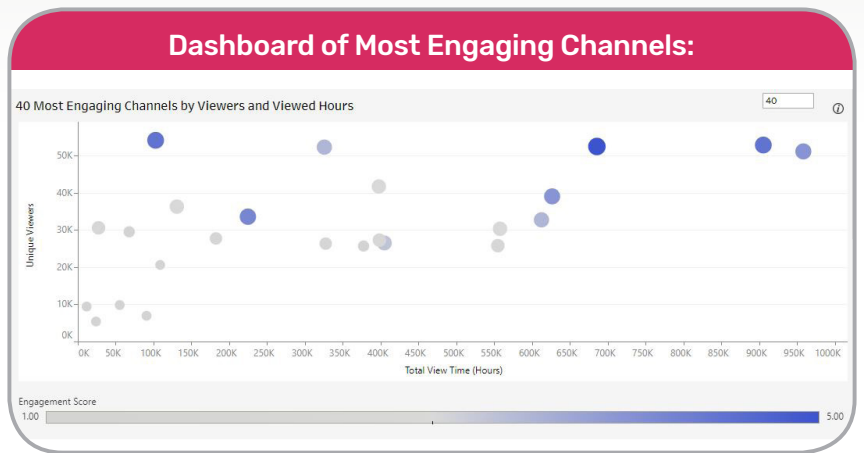 Dashboard of Most Engaging Channels:
40 Most Engaging Channels by Viewers and Viewed Hours
40
Unique Viewers
50K
40K
30K
20K
10K
0K
0K 50K 100K 150K 200K 250K 300K 350K 400K 450K 500K 550K 600K 650K 700K 750K 800K 850K 900K 950K 1000K
Total View Time (Hours)
Engagement Score
1.00 5.00